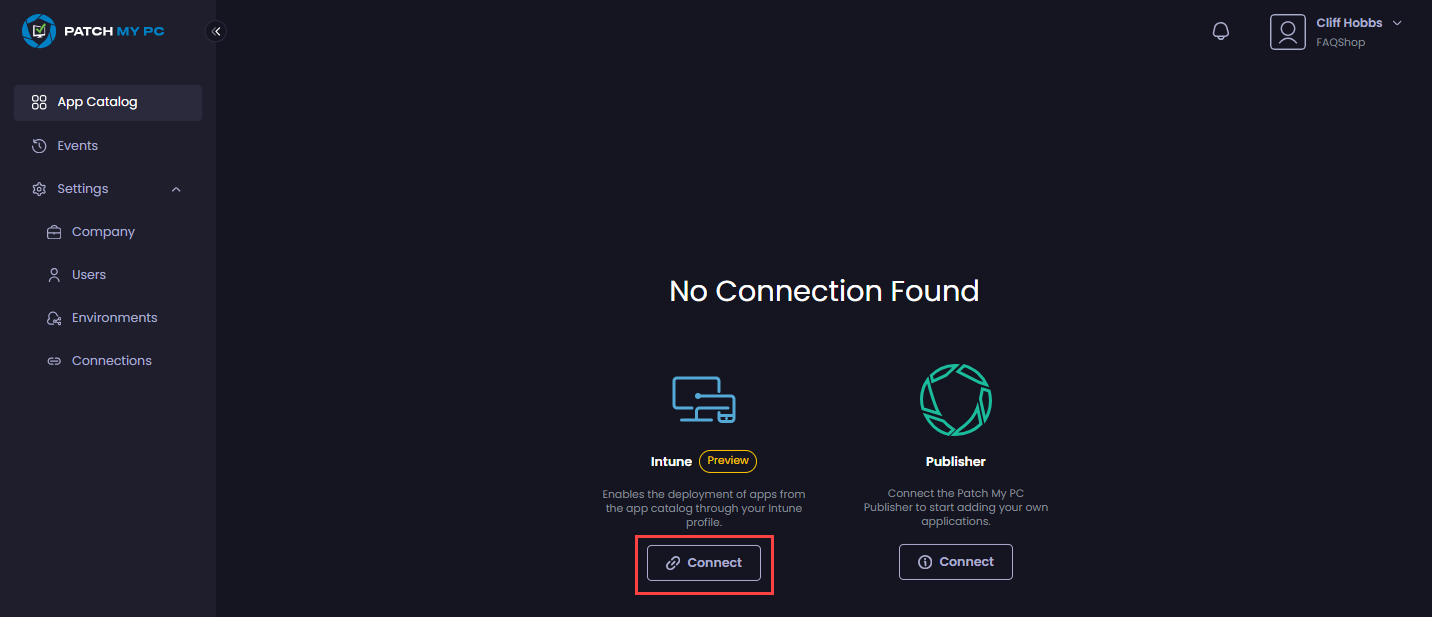 PATCH MY PC
Cliff Hobbs
FAQShop
App Catalog
Events
Settings
Company
Users
Environments
Connections
No Connection Found
Intune Preview
Enables the deployment of apps from
the app catalog through your Intune
profile.
Connect
Publisher
Connect the Patch My PC
Publisher to start adding your own
applications.
Connect